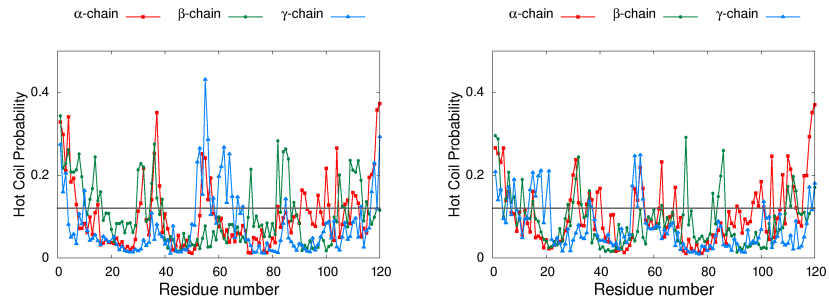 α-chain β-chain γ-chain
Hot Coil Probability
0.4
0.2
0
0 20 40 60 80 100 120
Residue number
α-chain β-chain γ-chain
Hot Coil Probability
0.4
0.2
0
0 20 40 60 80 100 120
Residue number